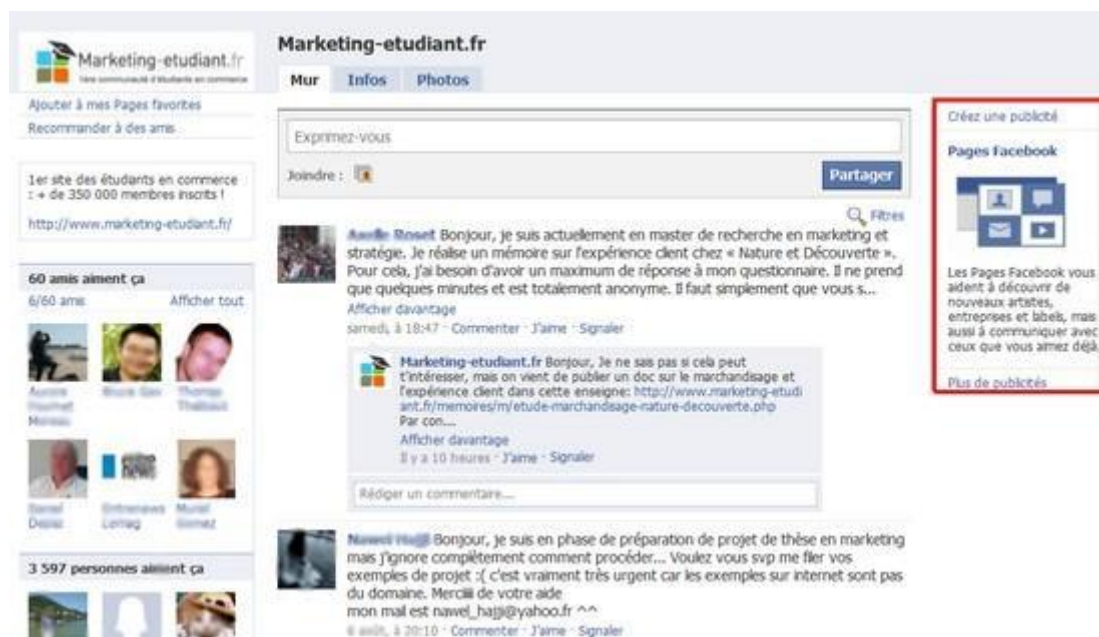 Marketing-etudiant.fr
Ajouter à mes Pages favorites
Recommander à des amis
1er site des étudiants en commerce
: + de 350 000 membres inscrits !
http://www.marketing-etudiant.fr/
60 amis aiment ça
6/60 amis Afficher tout
3 597 personnes aiment ça
Marketing-etudiant.fr
Mur Infos Photos
Exprimez-vous
Joindre :
Partager
Filtres
Bonjour, je suis actuellement en master de recherche en marketing et
stratégie. Je réalise un mémoire sur l'expérience client chez « Nature et Découverte ».
Pour cela, j'ai besoin d'avoir un maximum de réponse à mon questionnaire. Il ne prend
que quelques minutes et est totalement anonyme. Il faut simplement que vous s...
Afficher davantage
samedi, à 18:47 · Commenter · J'aime · Signaler
Marketing-etudiant.fr Bonjour, Je ne sais pas si cela peut
t'intéresser, mais on vient de publier un doc sur le marchandisage et
l'expérience client dans cette enseigne: http://www.marketing-etudi
ant.fr/memoires/m/etude-marchandisage-nature-decouverte.php
Par con....
Afficher davantage
Il y a 10 heures · J'aime · Signaler
Rédiger un commentaire...
Bonjour, je suis en phase de préparation de projet de thèse en marketing
mais j'ignore complètement comment procéder... Voulez vous svp me filer vos
exemples de projet :( c'est vraiment très urgent car les exemples sur internet sont pas
du domaine. Merciiii de votre aide
mon mail est nawel_hajji@yahoo.fr ^^
6 août, à 20:10 · Commenter · J'aime · Signaler
Créez une publicité
Pages Facebook
Les Pages Facebook vous
aident à découvrir de
nouveaux artistes,
entreprises et labels, mais
aussi à communiquer avec
ceux que vous aimez déjà.
Plus de publicités